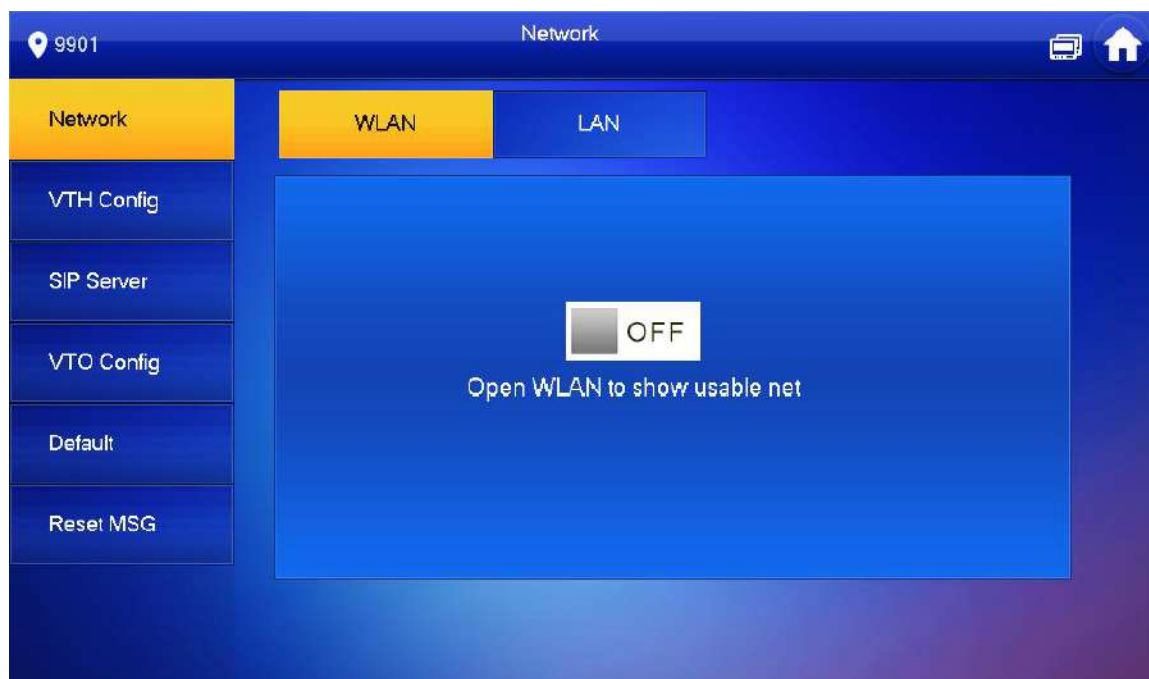 9901
Network
Network
WLAN
LAN
VTH Config
SIP Server
OFF
VTO Config
Open WLAN to show usable net
Default
Reset MSG